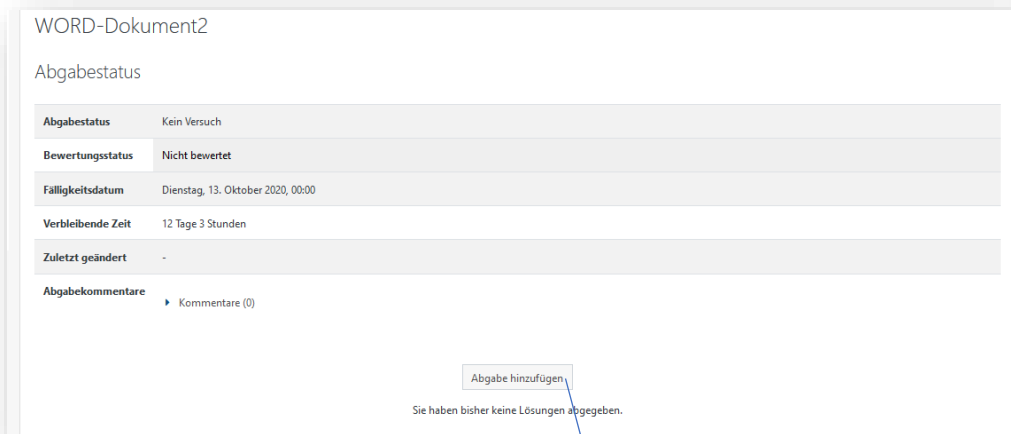 WORD-Dokument2
Abgabestatus
Abgabestatus Kein Versuch
Bewertungsstatus Nicht bewertet
Fälligkeitsdatum Dienstag, 13. Oktober 2020, 00:00
Verbleibende Zeit 12 Tage 3 Stunden
Zuletzt geändert -
Abgabekommentare
Kommentare (0)
Abgabe hinzufügen
Sie haben bisher keine Lösungen abgegeben.